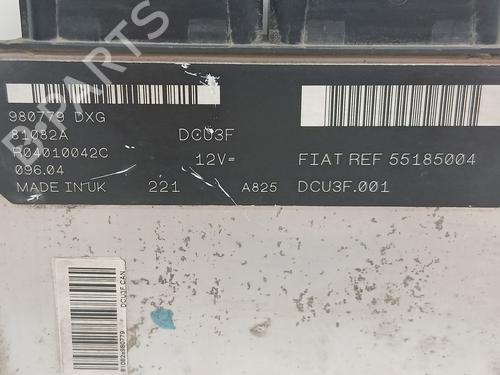 980779 DXG
81082A
DCU3F
R04010042C
12V=
FIAT REF 55185004
096.04
MADE IN UK
221
A825
DCU3F.001
DCU3F CAN
B-PARTS